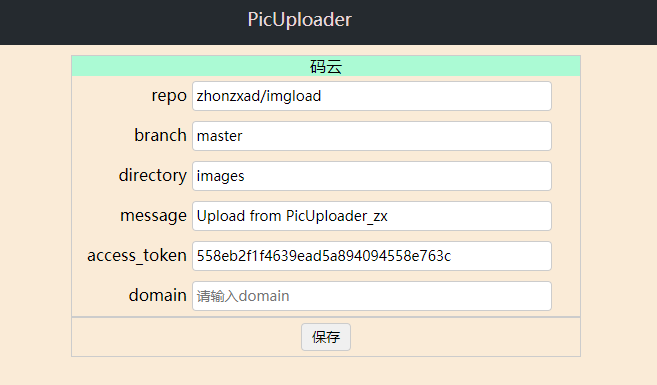 PicUploader
码云
repo zhonzxad/imgload
branch master
directory images
message Upload from PicUploader_zx
access_token 558eb2f1f4639ead5a894094558e763c
domain 请输入domain
保存